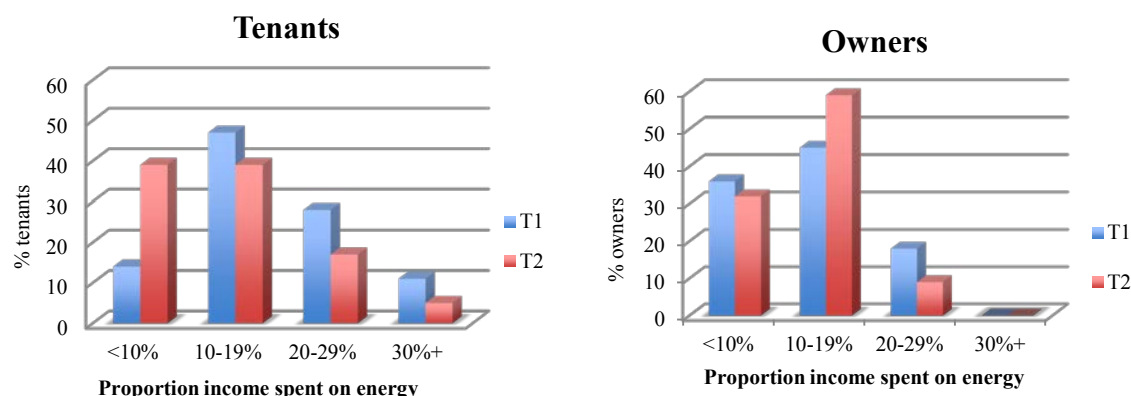 Tenants
60
50
40
30
20
10
0
% tenants
<10% 10-19% 20-29% 30%+
Proportion income spent on energy
T1
T2
Owners
60
50
40
30
20
10
0
% owners
<10% 10-19% 20-29% 30%+
Proportion income spent on energy
T1
T2